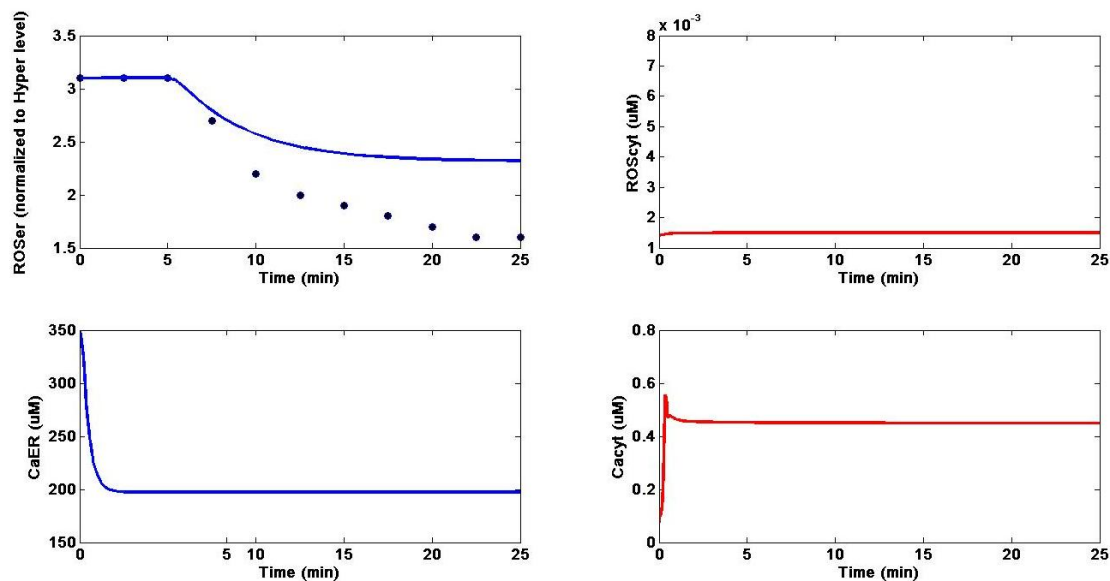 ROSer (normalized to Hyper level)
3.5
3
2.5
2
1.5
0 5 10 15 20 25
Time (min)
x 10-3
ROScyt (uM)
8
7
6
5
4
3
2
1
0 5 10 15 20 25
Time (min)
CaER (uM)
350
300
250
200
150
0 5 10 15 20 25
Time (min)
Cacyt (uM)
0.8
0.6
0.4
0.2
0
0 5 10 15 20 25
Time (min)